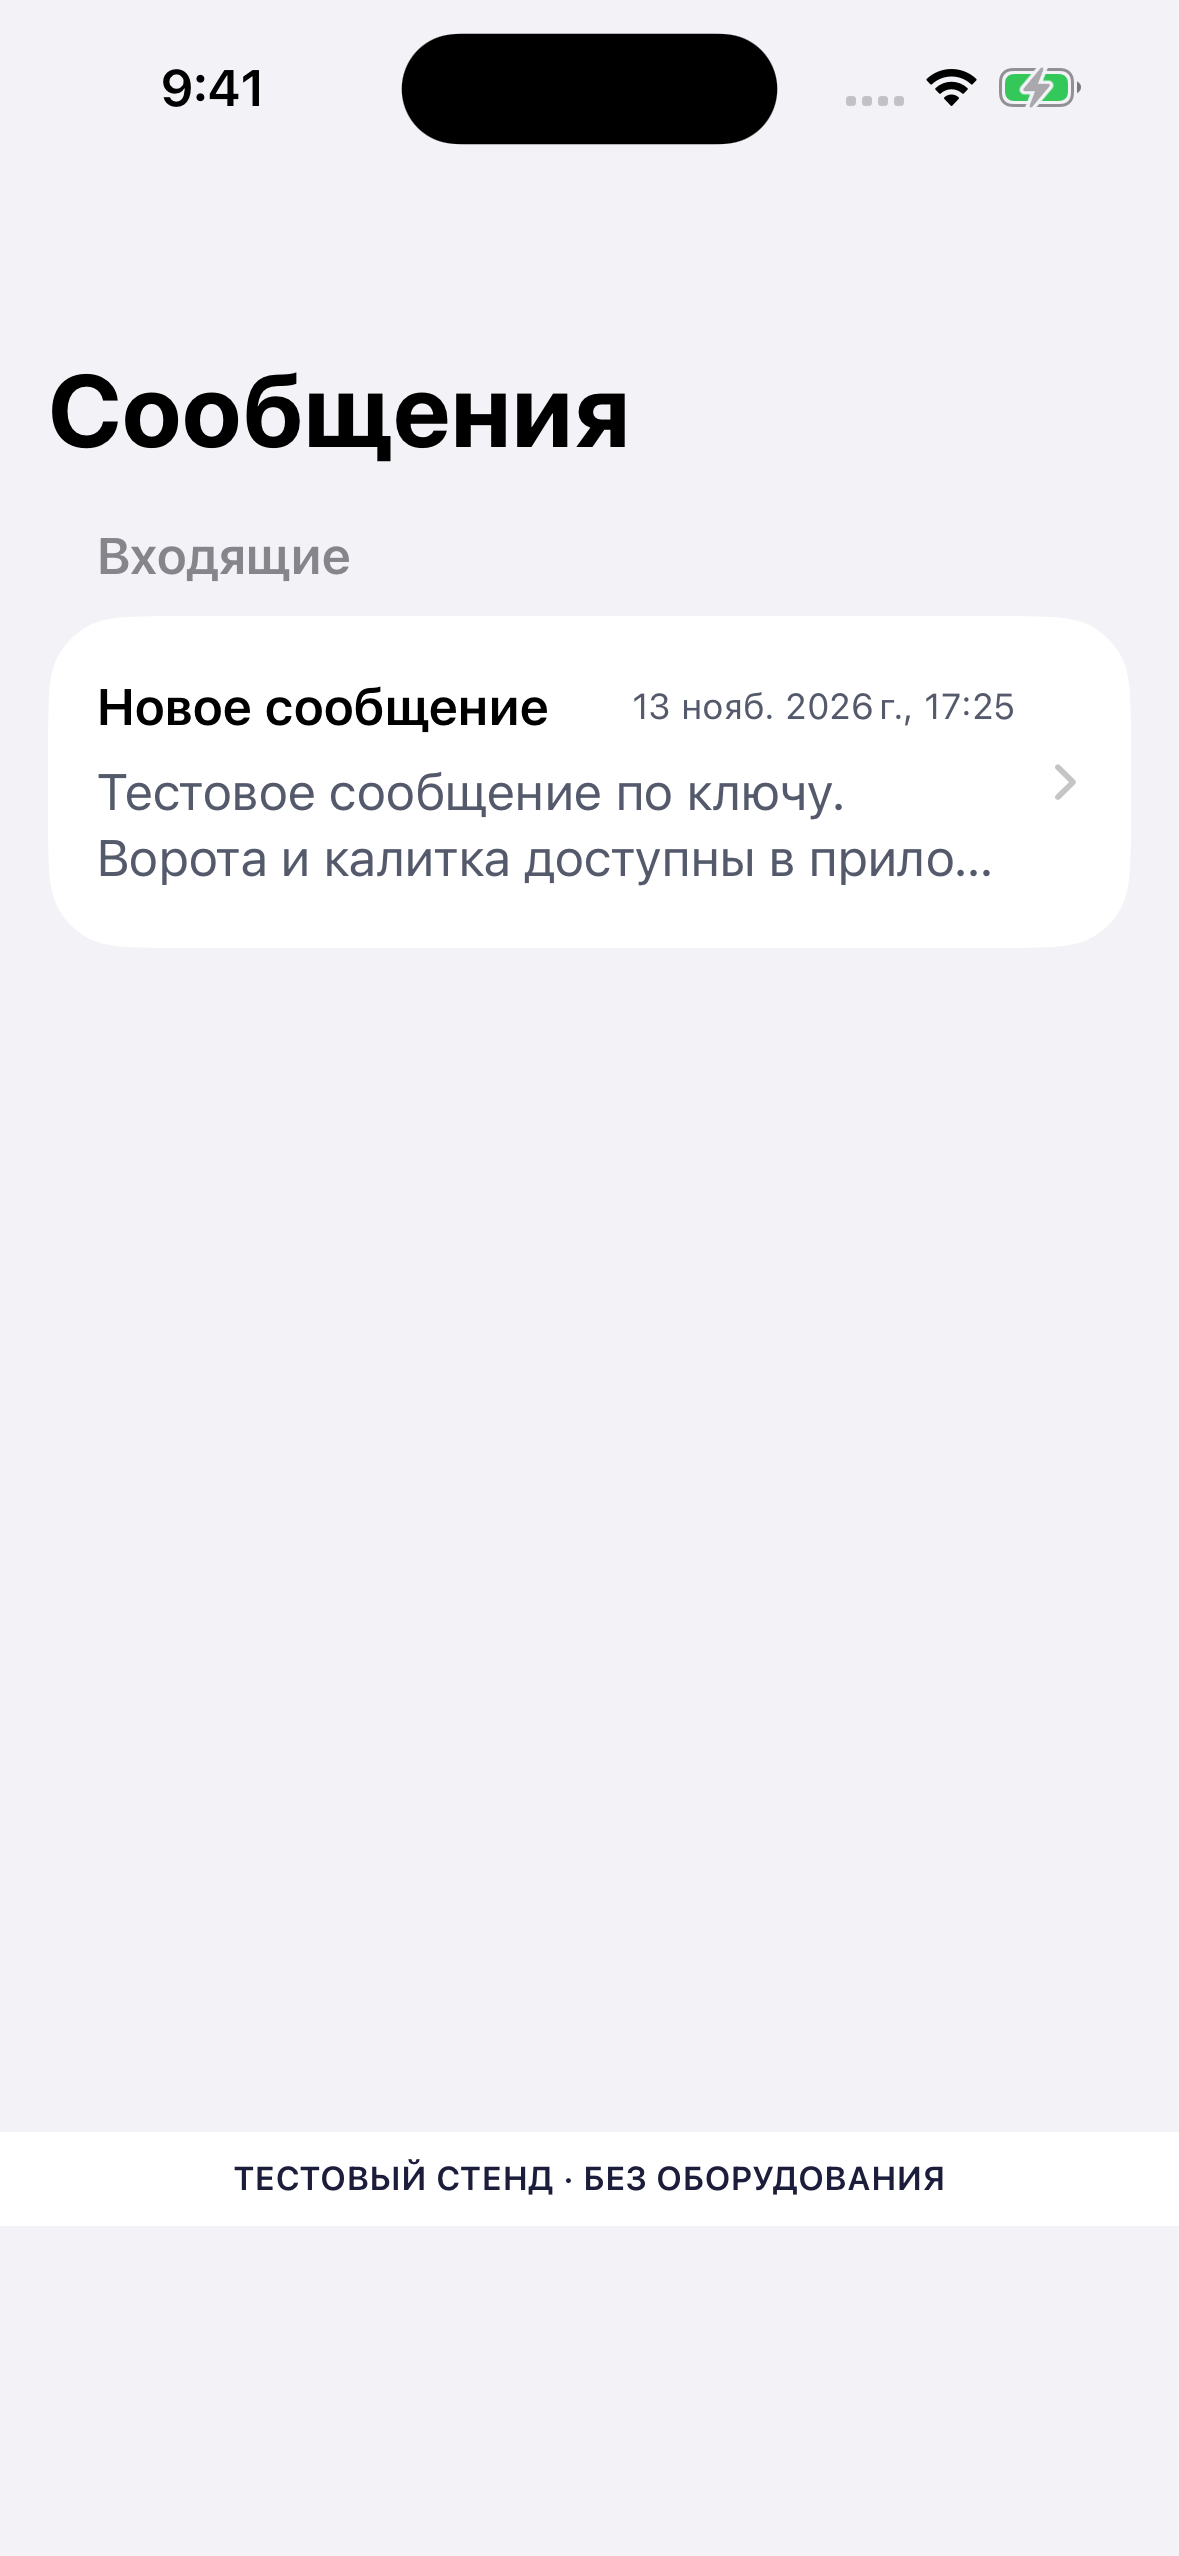 9:41
Сообщения
Входящие
Новое сообщение 13 нояб. 2026 г., 17:25
Тестовое сообщение по ключу.
Ворота и калитка доступны в прило...
ТЕСТОВЫЙ СТЕНД · БЕЗ ОБОРУДОВАНИЯ